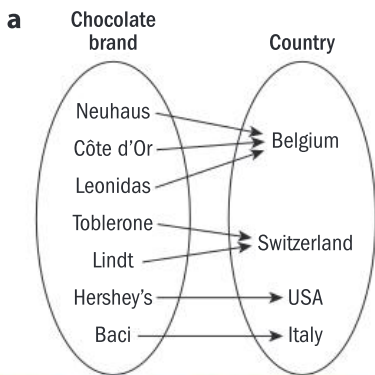 a
Chocolate
brand
Country
Neuhaus
Côte d'Or
Leonidas
Toblerone
Lindt
Hershey's
Baci
Belgium
Switzerland
USA
Italy